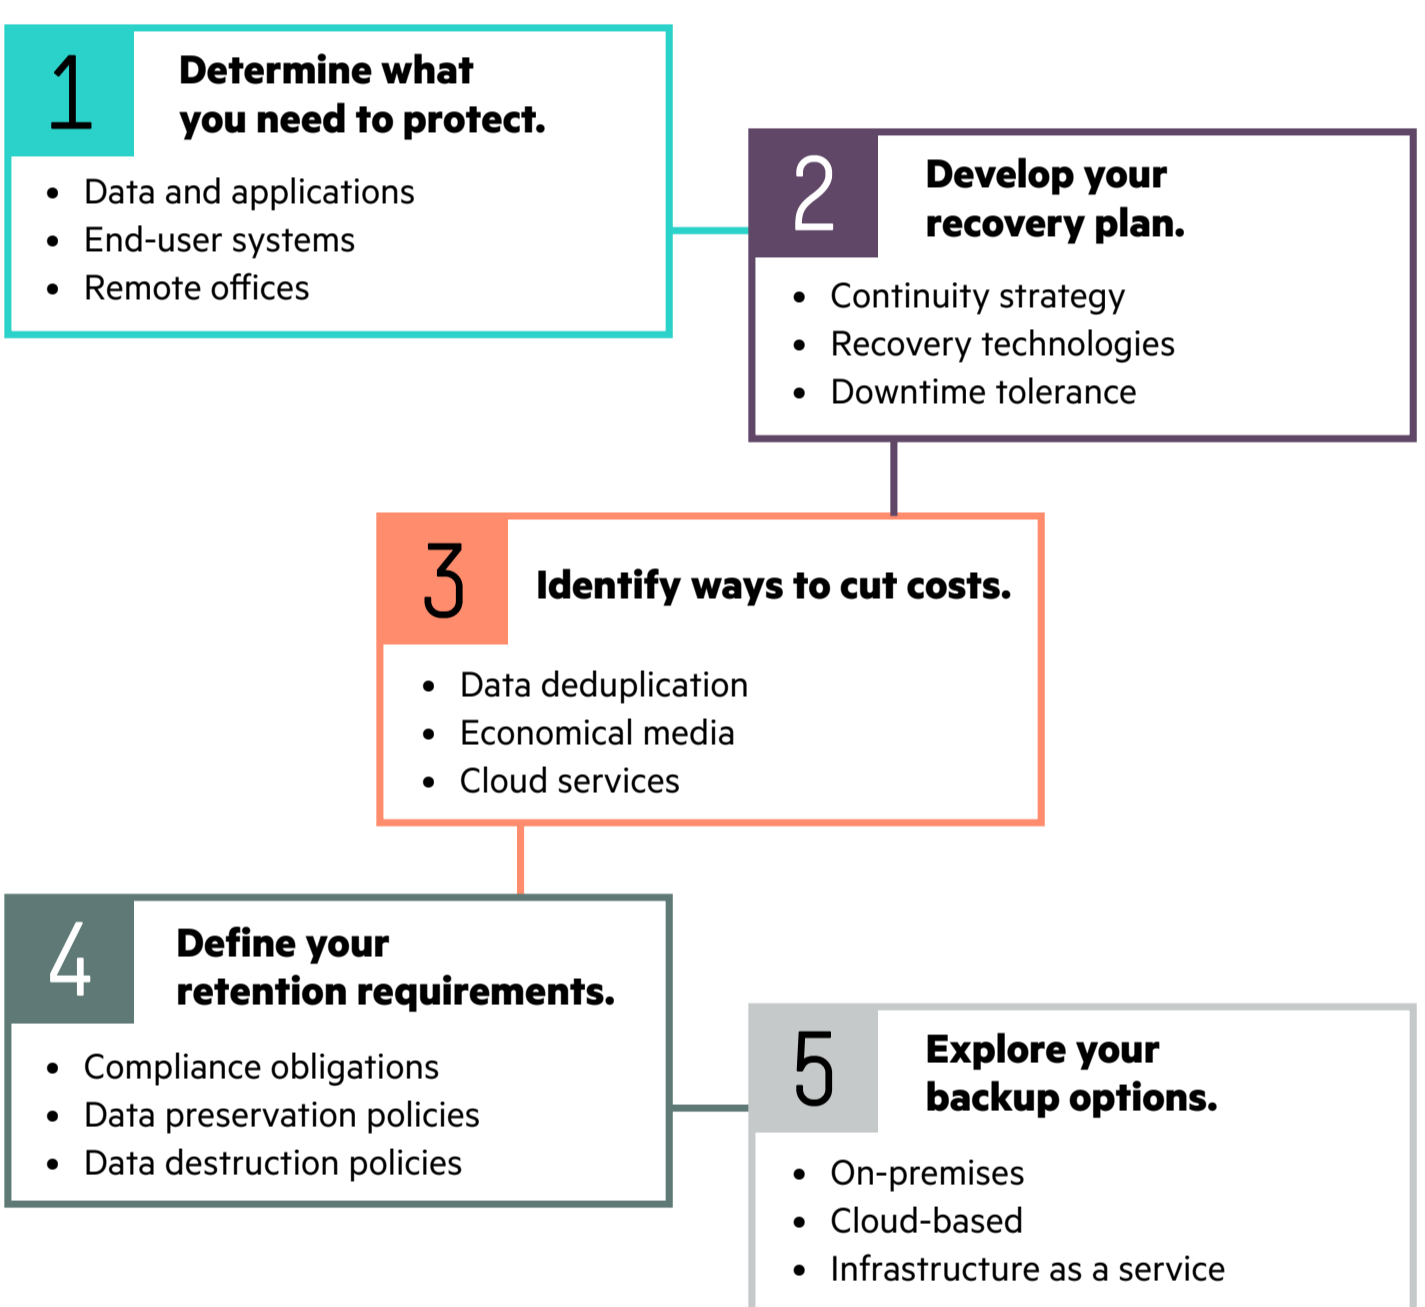 1
Determine what
you need to protect.
• Data and applications
• End-user systems
• Remote offices
2
Develop your
recovery plan.
• Continuity strategy
• Recovery technologies
• Downtime tolerance
3
Identify ways to cut costs.
• Data deduplication
• Economical media
• Cloud services
4
Define your
retention requirements.
• Compliance obligations
• Data preservation policies
• Data destruction policies
5
Explore your
backup options.
• On-premises
• Cloud-based
• Infrastructure as a service